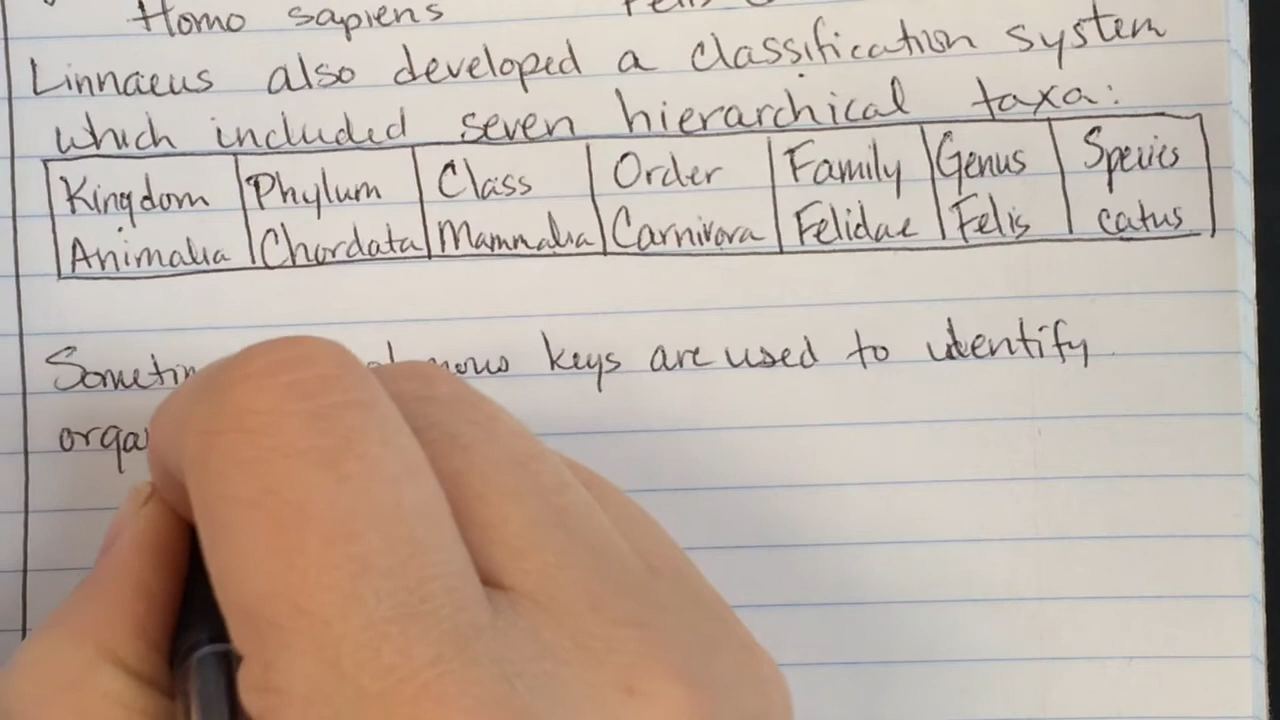 Homo sapiens Felis
Linnaeus also developed a classification system
which included seven hierarchical taxa:
Kingdom Phylum Class Order Family Genus Species
Animalia Chordata Mammalia Carnivora Felidae Felis catus
keys are used to identify